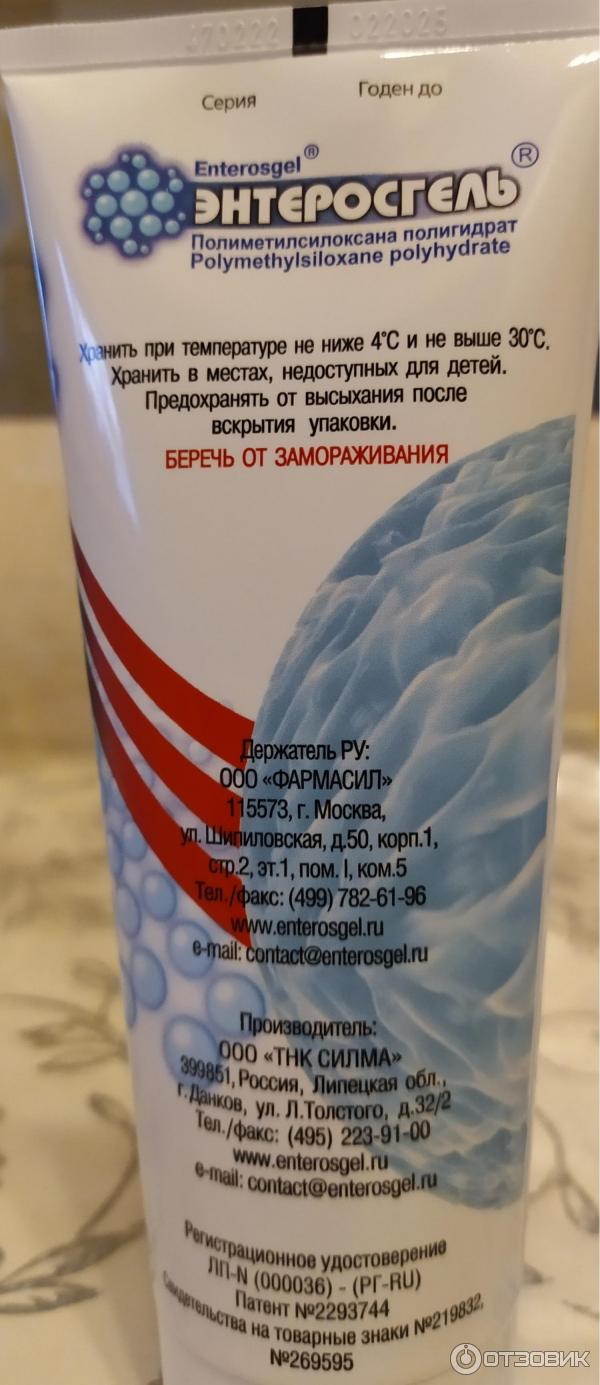 470222 022025
Серия Годен до
Enterosgel®
ЭНТЕРОСГЕЛЬ®
Полиметилсилоксана полигидрат
Polymethylsiloxane polyhydrate
Хранить при температуре не ниже 4°С и не выше 30°С.
Хранить в местах, недоступных для детей.
Предохранять от высыхания после
вскрытия упаковки.
БЕРЕЧЬ ОТ ЗАМОРАЖИВАНИЯ
Держатель РУ:
ООО «ФАРМАСИЛ»
115573, г. Москва,
ул. Шипиловская, д.50, корп.1,
стр.2, эт.1, пом. I, ком.5
Тел./факс: (499) 782-61-96
www.enterosgel.ru
e-mail: contact@enterosgel.ru
Производитель:
ООО «ТНК СИЛМА»
399851, Россия, Липецкая обл.,
г. Данков, ул. Л.Толстого, д.32/2
Тел./факс: (495) 223-91-00
www.enterosgel.ru
e-mail: contact@enterosgel.ru
Регистрационное удостоверение
ЛП-N (000036) - (РГ-RU)
Патент №2293744
Свидетельства на товарные знаки №219832,
№269595
ОТЗОВИК